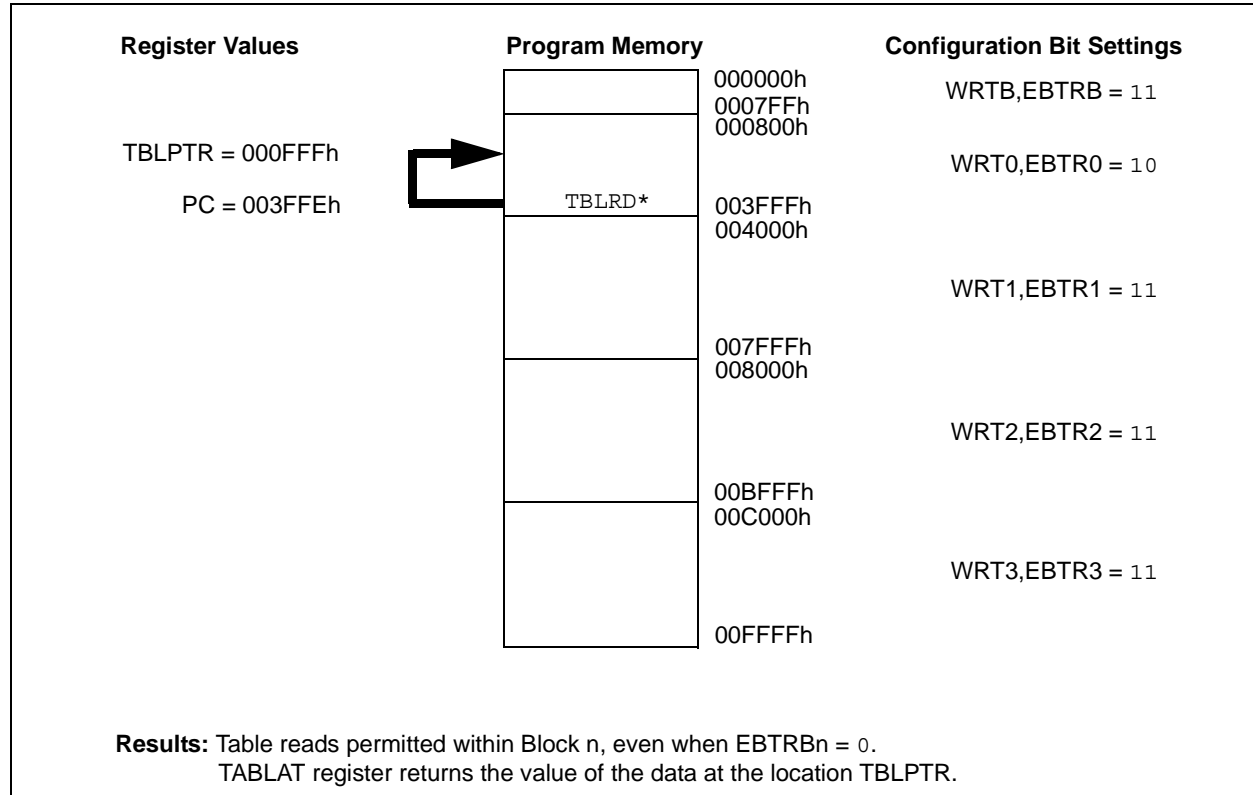 Register Values Program Memory Configuration Bit Settings
000000h
WRTB,EBTRB = 11
0007FFh
000800h
TBLPTR = 000FFFh
WRT0,EBTR0 = 10
PC = 003FFEh
TBLRD*
003FFFh
004000h
WRT1,EBTR1 = 11
007FFFh
008000h
WRT2,EBTR2 = 11
00BFFFh
00C000h
WRT3,EBTR3 = 11
00FFFFh
Results: Table reads permitted within Block n, even when EBTRBn = 0.
TABLAT register returns the value of the data at the location TBLPTR.